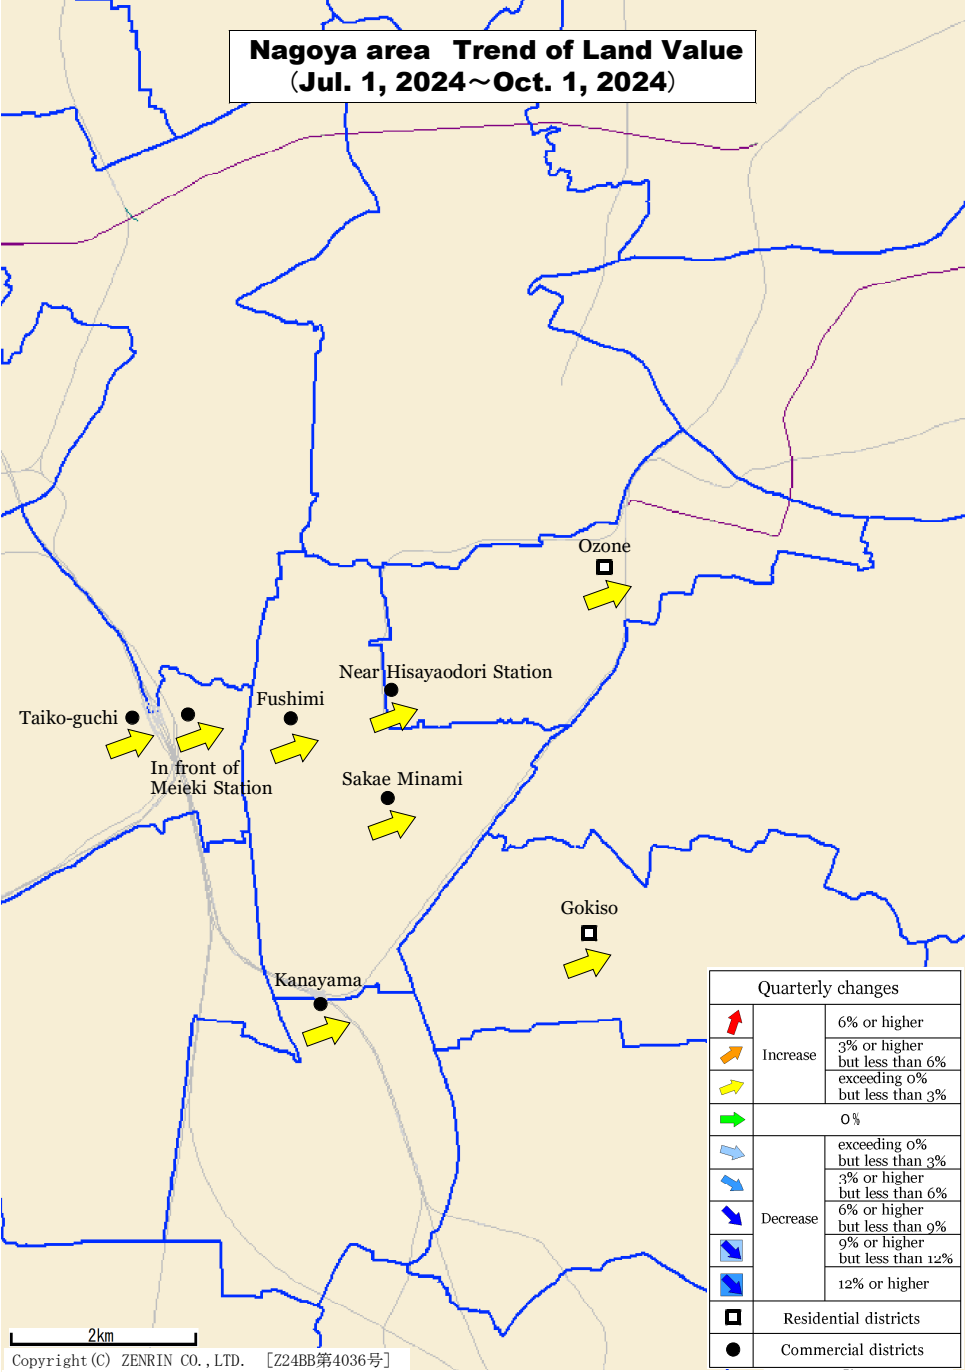 Nagoya area Trend of Land Value
(Jul. 1, 2024～Oct. 1, 2024)
Ozone
Near Hisayaodori Station
Fushimi
Taiko-guchi
In front of
Meieki Station
Sakae Minami
Gokiso
Kanayama
Quarterly changes
Increase
6% or higher
3% or higher
but less than 6%
exceeding 0%
but less than 3%
0%
Decrease
exceeding 0%
but less than 3%
3% or higher
but less than 6%
6% or higher
but less than 9%
9% or higher
but less than 12%
12% or higher
Residential districts
Commercial districts
2km
Copyright(C) ZENRIN CO.,LTD. [Z24BB第4036号]